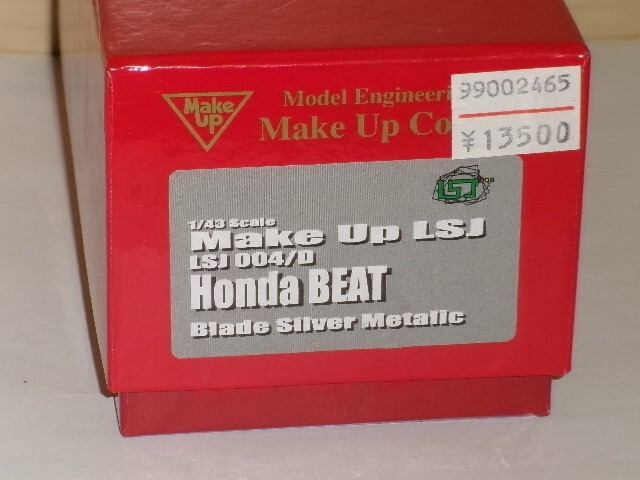 Make
UP
Model Engineeri
Make Up Co
99002465
¥13500
LSJ
1/43 Scale
Make Up LSJ
LSJ 004/D
Honda BEAT
Blade Silver Metalic